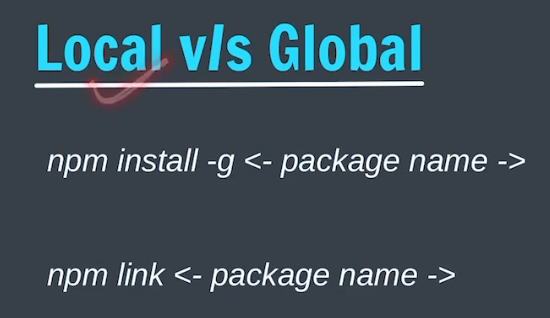 Local v/s Global
npm install -g <- package name ->
npm link <- package name ->